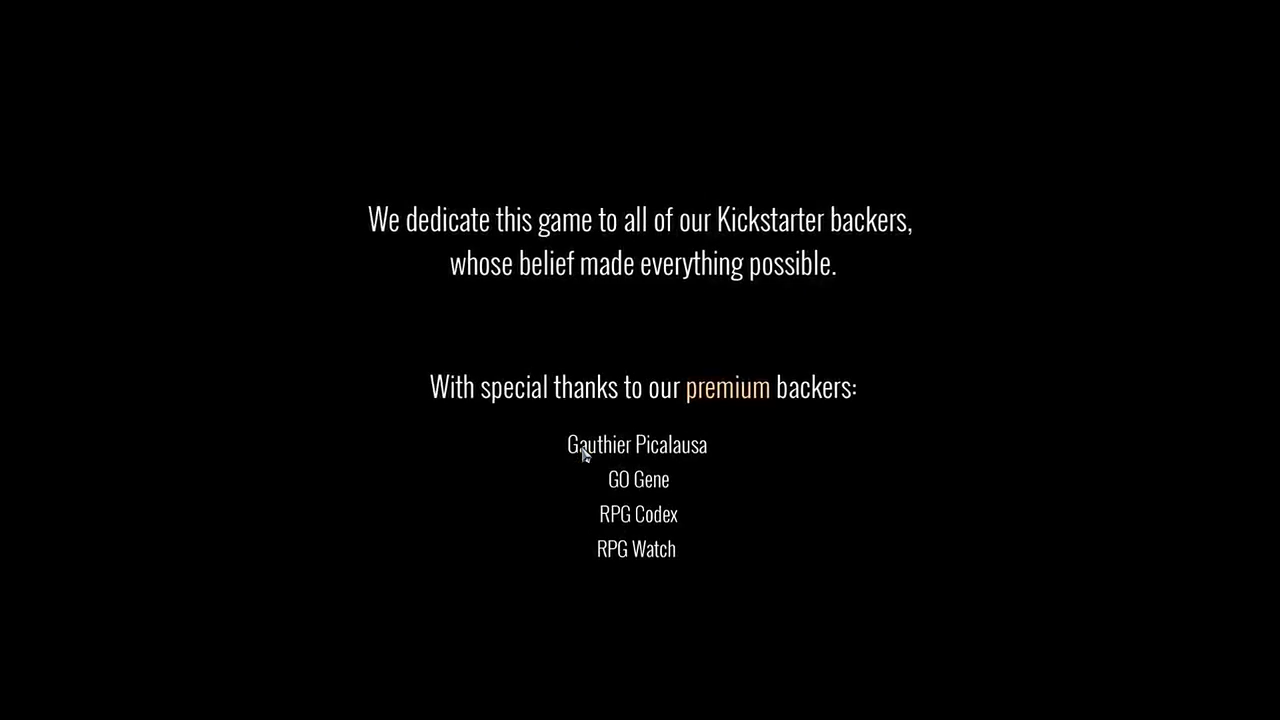 We dedicate this game to all of our Kickstarter backers,
whose belief made everything possible.
With special thanks to our premium backers:
Gauthier Picalausa
GO Gene
RPG Codex
RPG Watch